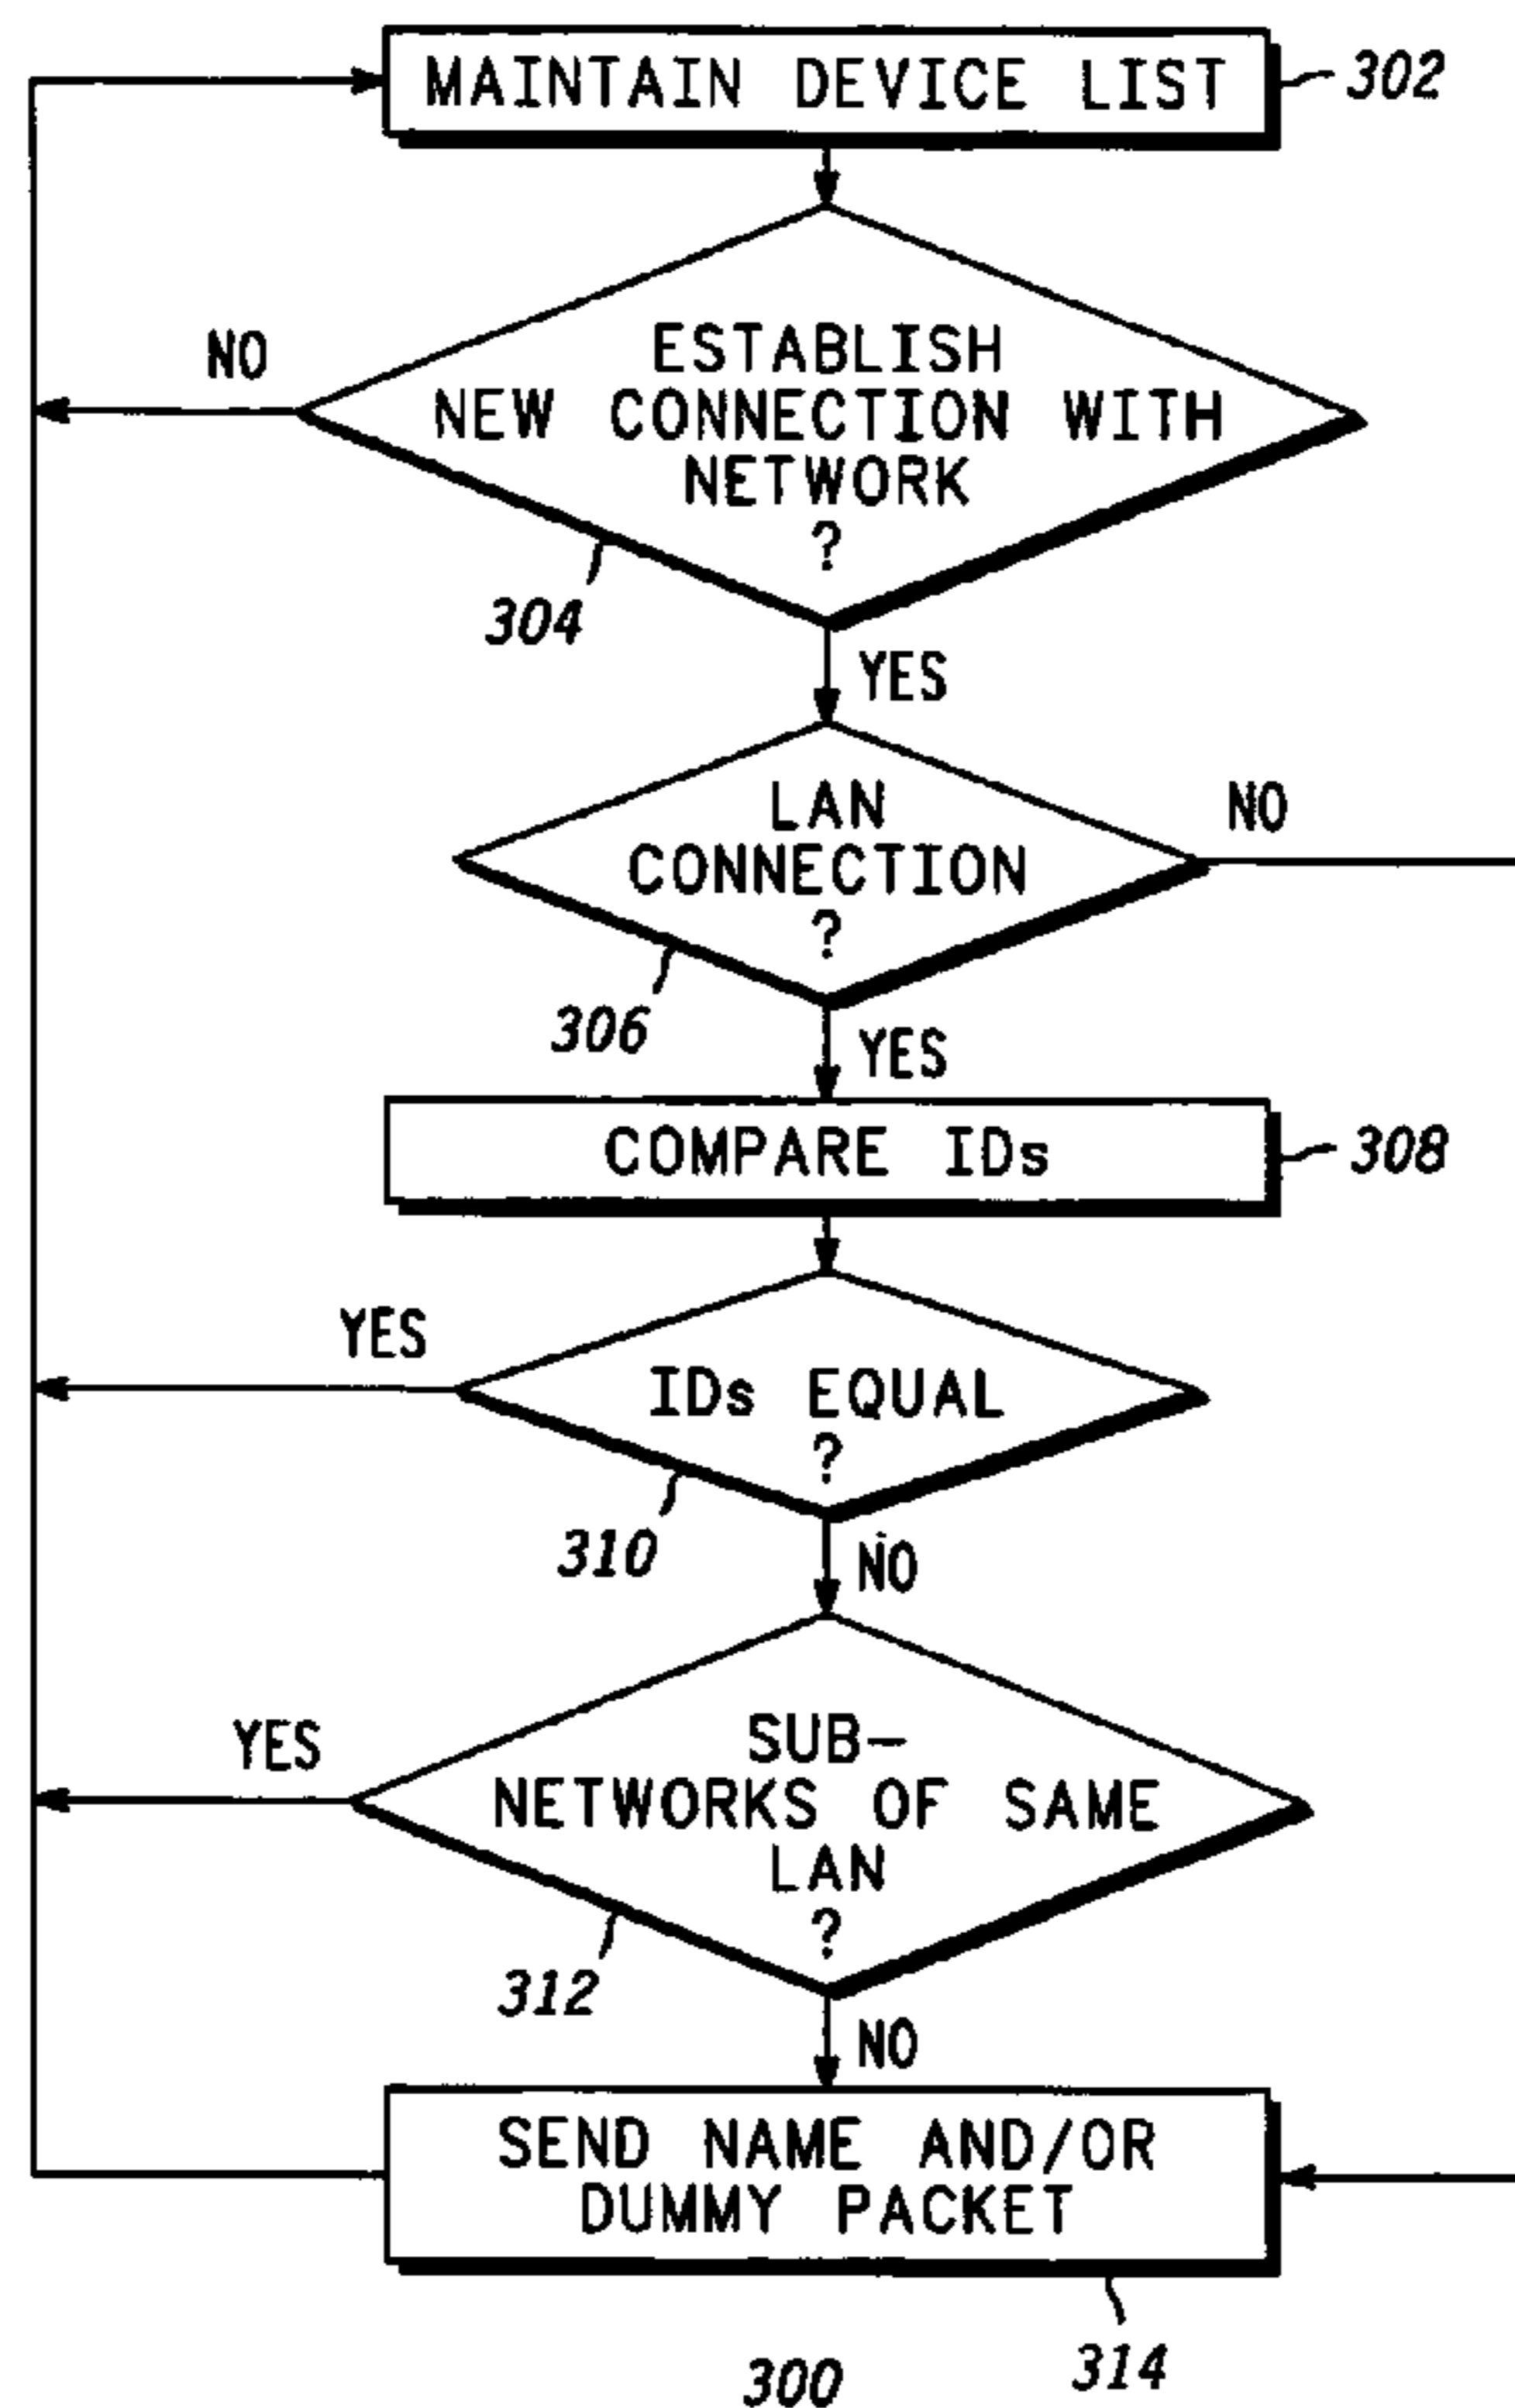 MAINTAIN DEVICE LIST
302
NO
ESTABLISH
NEW CONNECTION WITH
NETWORK
?
304
YES
LAN
CONNECTION
?
NO
306
YES
COMPARE IDs
308
YES
IDs EQUAL
?
310
NO
YES
SUB-
NETWORKS OF SAME
LAN
?
312
NO
SEND NAME AND/OR
DUMMY PACKET
314
300